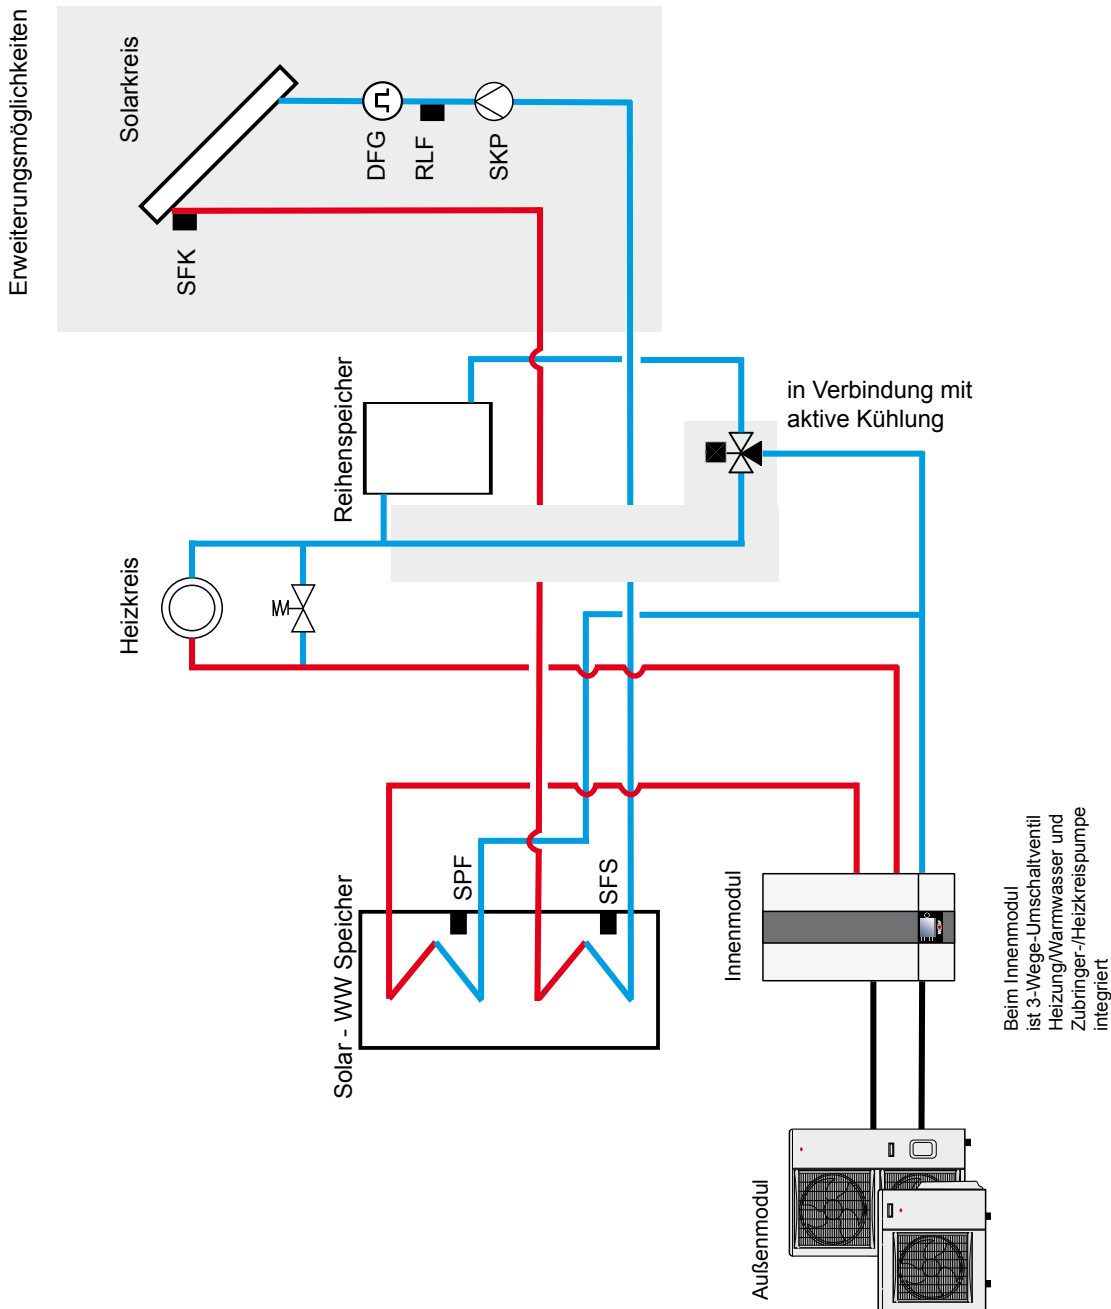 Erweiterungsmöglichkeiten
Solarkreis
DFG
RLF
SKP
SFK
Reihenspeicher
in Verbindung mit
aktive Kühlung
Heizkreis
SPF
SFS
Solar - WW Speicher
Innenmodul
Beim Innenmodul
ist 3-Wege-Umschaltventil
Heizung/Warmwasser und
Zubringer-/Heizkreispumpe
integriert
Außenmodul